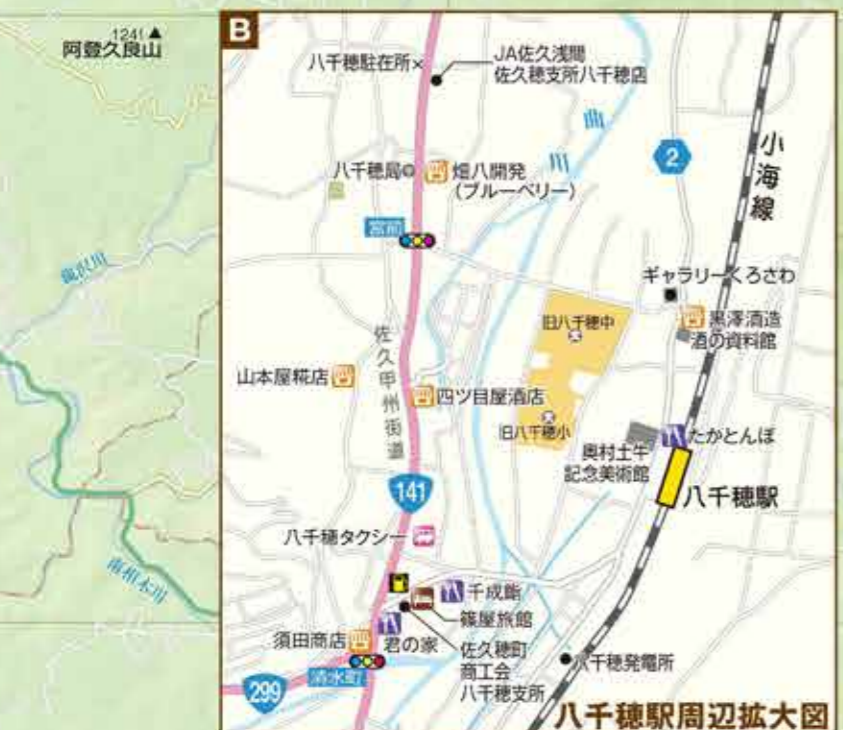 1241
阿登久良山
南相木川
B
八千穂駐在所
JA佐久浅間
佐久穂支所八千穂店
八千穂局
畑八開発
(ブルーベリー)
宮前
川
曲
2
小海線
ギャラリーくろさわ
黒澤酒造
酒の資料館
旧八千穂中
佐久甲州街道
山本屋糀店
四ツ目屋酒店
旧八千穂小
奥村土牛
記念美術館
たかとんぼ
八千穂駅
141
八千穂タクシー
千成鮨
篠屋旅館
須田商店
君の家
佐久穂町
商工会
八千穂支所
清水町
299
八千穂発電所
八千穂駅周辺拡大図